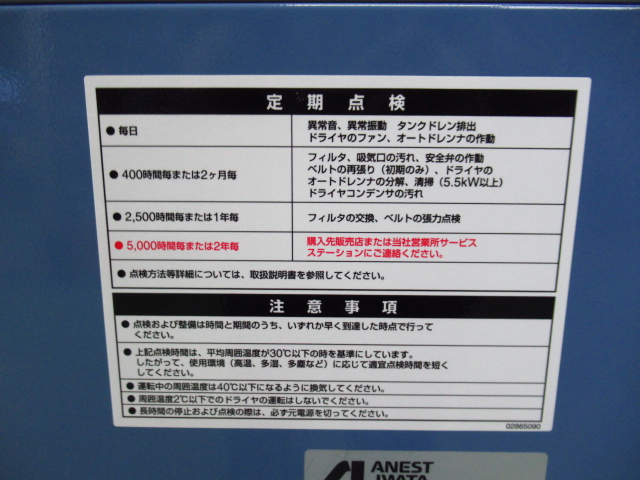 定期点検
● 毎日
異常音、異常振動 タンクドレン排出
ドライヤのファン、オートドレンナの作動
● 400時間毎または2ヶ月毎
フィルタ、吸気口の汚れ、安全弁の作動
ベルトの再張り（初期のみ）、ドライヤの
オートドレンナの分解、清掃（5.5kW以上）
ドライヤコンデンサの汚れ
● 2,500時間毎または1年毎
フィルタの交換、ベルトの張力点検
● 5,000時間毎または2年毎
購入先販売店または当社営業所サービス
ステーションにご連絡ください。
● 点検方法等詳細については、取扱説明書を参照してください。
注意事項
● 点検および整備は時間と期間のうち、いずれか早く到達した時点で行って
ください。
● 上記点検時間は、平均周囲温度が30℃以下の時を基準にしています。
したがって、使用環境（高温、多湿、多塵など）に応じて適宜点検時間を短く
してください。
● 運転中の周囲温度は40℃以下になるように換気してください。
● 周囲温度2℃以下でのドライヤの運転はしないでください。
● 長時間の停止および点検の際は、必ず元電源を切ってください。
02865090
ANEST
IWATA